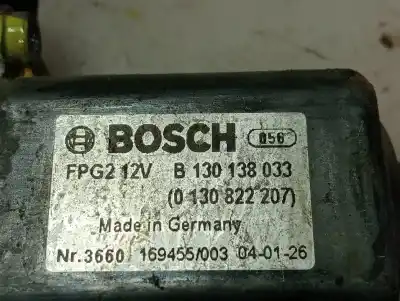 BOSCH 056
FPG2 12V B 130 138 033
(0 130 822 207)
Made in Germany
Nr.3660 169455/003 04-01-26